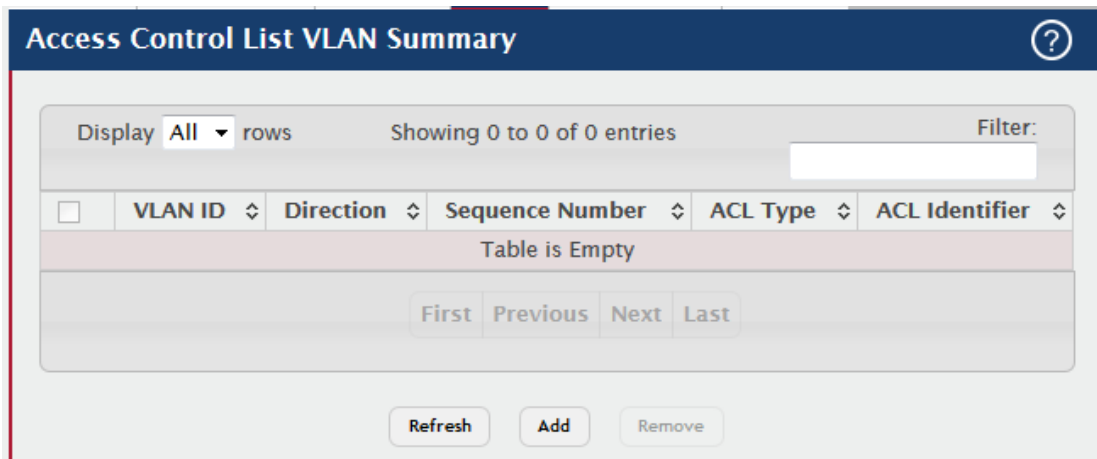 Access Control List VLAN Summary ?
Display All rows Showing 0 to 0 of 0 entries Filter:
VLAN ID Direction Sequence Number ACL Type ACL Identifier
Table is Empty
First Previous Next Last
Refresh Add Remove